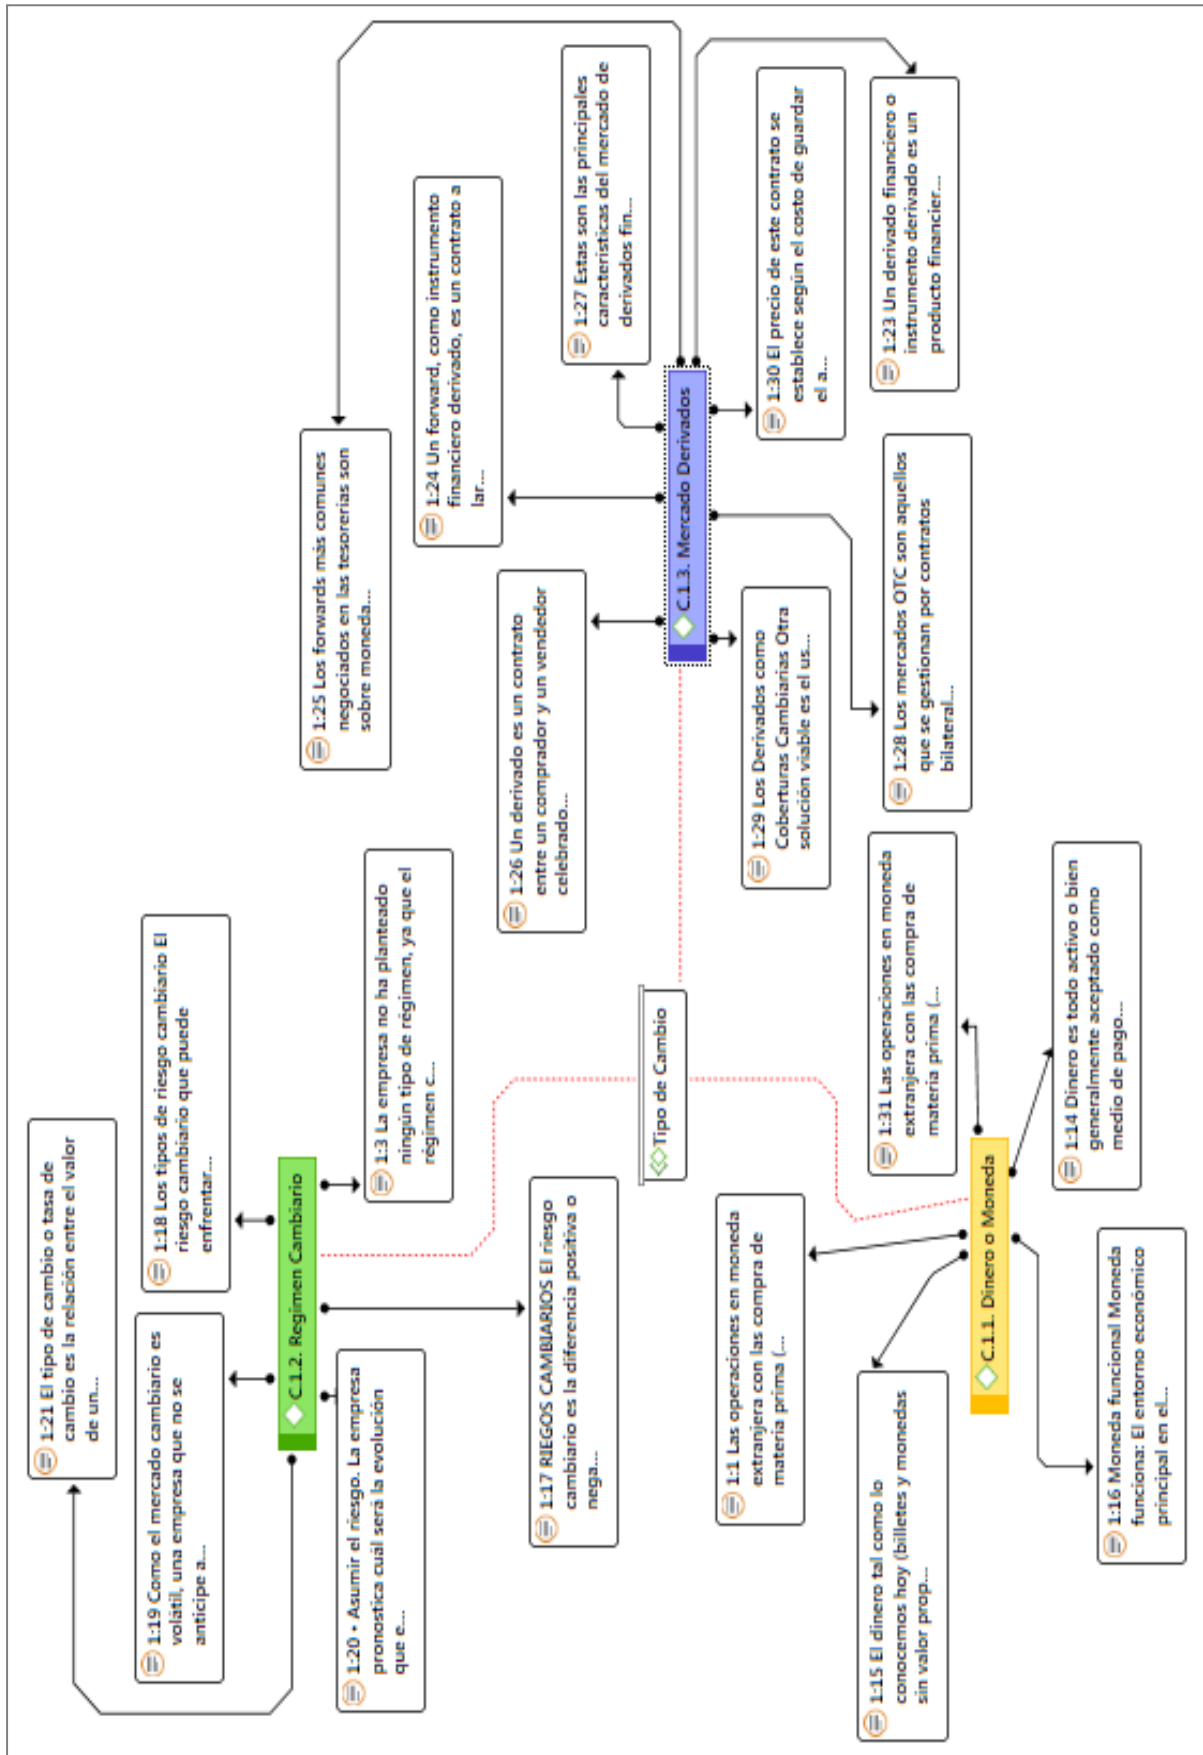 1:21 El tipo de cambio o tasa de
cambio es la relación entre el valor
de un...
1:19 Como el mercado cambiario es
volátil, una empresa que no se
anticipe a...
1:18 Los tipos de riesgo cambiario El
riesgo cambiario que puede
enfrentar...
C.1.2. Regimen Cambiario
1:20 • Asumir el riesgo. La empresa
pronostica cuál será la evolución
que e...
1:3 La empresa no ha planteado
ningún tipo de régimen, ya que el
régimen c...
1:17 RIEGOS CAMBIARIOS El riesgo
cambiario es la diferencia positiva o
nega...
1:25 Los forwards más comunes
negociados en las tesorerias son
sobre moneda...
1:24 Un forward, como instrumento
financiero derivado, es un contrato a
lar...
1:27 Estas son las principales
características del mercado de
derivados fin...
1:26 Un derivado es un contrato
entre un comprador y un vendedor
celebrado...
C.1.3. Mercado Derivados
1:29 Los Derivados como
Coberturas Cambiarias Otra
solución viable es el us...
1:30 El precio de este contrato se
establece según el costo de guardar
el a...
1:28 Los mercados OTC son aquellos
que se gestionan por contratos
bilateral...
1:23 Un derivado financiero o
instrumento derivado es un
producto financier...
Tipo de Cambio
1:1 Las operaciones en moneda
extranjera con las compra de
materia prima (...
1:31 Las operaciones en moneda
extranjera con las compra de
materia prima (...
1:15 El dinero tal como lo
conocemos hoy (billetes y monedas
sin valor prop...
C.1.1. Dinero o Moneda
1:14 Dinero es todo activo o bien
generalmente aceptado como
medio de pago...
1:16 Moneda funcional Moneda
funciona: El entorno económico
principal en el...